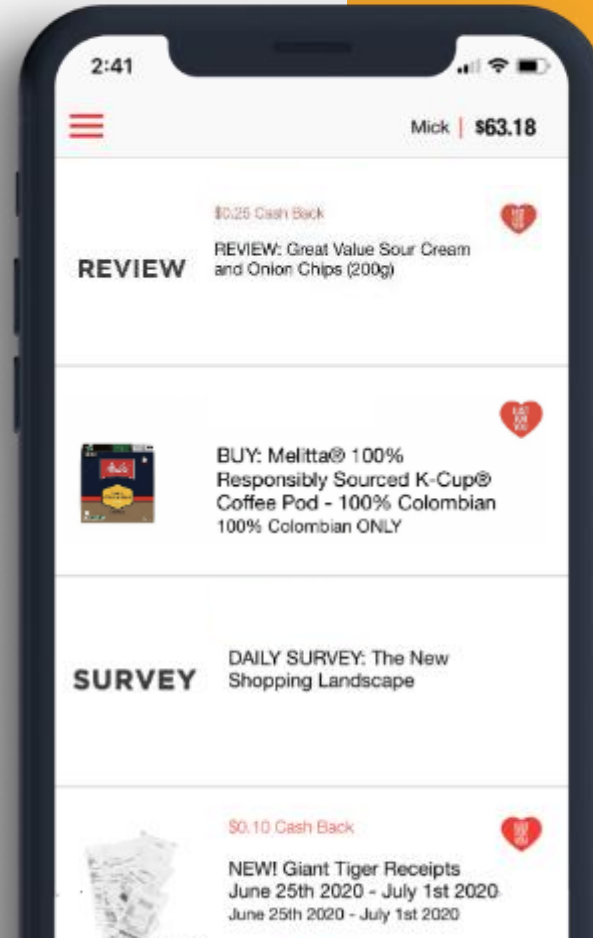 2:41
Mick | $63.18
$0.25 Cash Back
REVIEW
REVIEW: Great Value Sour Cream
and Onion Chips (200g)
JUST
FOR
YOU
BUY: Melitta® 100%
Responsibly Sourced K-Cup®
Coffee Pod - 100% Colombian
100% Colombian ONLY
SURVEY
DAILY SURVEY: The New
Shopping Landscape
$0.10 Cash Back
NEW! Giant Tiger Receipts
June 25th 2020 - July 1st 2020
June 25th 2020 - July 1st 2020